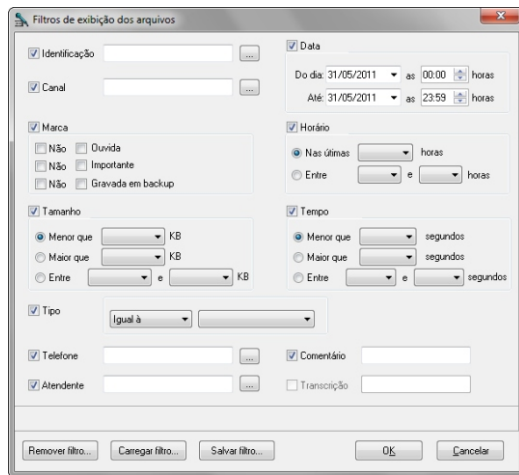 Filtros de exibição dos arquivos
Identificação ...
Canal ...
Data
Do dia: 31/05/2011 as 00:00 horas
Até: 31/05/2011 as 23:59 horas
Marca
Não Ouvida
Não Importante
Não Gravada em backup
Horário
Nas útimas horas
Entre e horas
Tamanho
Menor que KB
Maior que KB
Entre e KB
Tempo
Menor que segundos
Maior que segundos
Entre e segundos
Tipo
Igual à
Telefone ...
Atendente ...
Comentário
Transcrição
Remover filtro... Carregar filtro... Salvar filtro... OK Cancelar